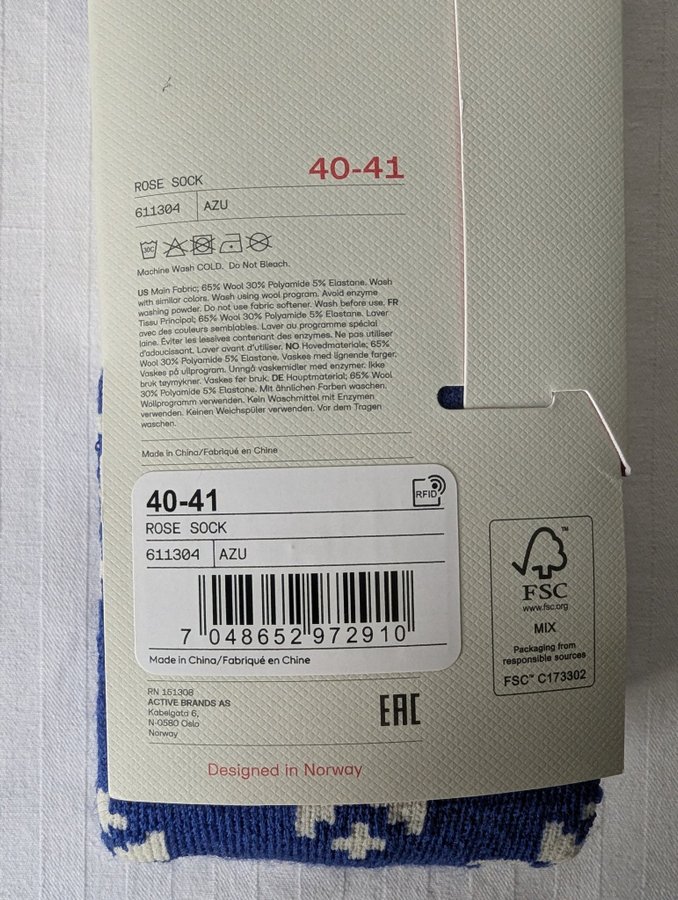 40-41
ROSE SOCK
611304 AZU
30C
Machine Wash COLD. Do Not Bleach.
US Main Fabric; 65% Wool 30% Polyamide 5% Elastane. Wash
with similar colors. Wash using wool program. Avoid enzyme
washing powder. Do not use fabric softener. Wash before use. FR
Tissu Principal; 65% Wool 30% Polyamide 5% Elastane. Laver
avec des couleurs semblables. Laver au programme spécial
laine. Éviter les lessives contenant des enzymes. Ne pas utiliser
d'adoucissant. Laver avant d'utiliser. NO Hovedmateriale; 65%
Wool 30% Polyamide 5% Elastane. Vaskes med lignende farger.
Vaskes på ullprogram. Unngå vaskemidler med enzymer. Ikke
bruk tøymykner. Vaskes før bruk. DE Hauptmaterial; 65% Wool
30% Polyamide 5% Elastane. Mit ähnlichen Farben waschen.
Wollprogramm verwenden. Kein Waschmittel mit Enzymen
verwenden. Keinen Weichspüler verwenden. Vor dem Tragen
waschen.
Made in China/Fabriqué en Chine
40-41
RFID
ROSE SOCK
611304 AZU
7 048652 972910
Made in China/Fabriqué en Chine
RN 161308
ACTIVE BRANDS AS
Kabelgata 6,
N-0580 Oslo
Norway
EAC
Designed in Norway
FSC
www.fsc.org
MIX
Packaging from
responsible sources
FSC™ C173302